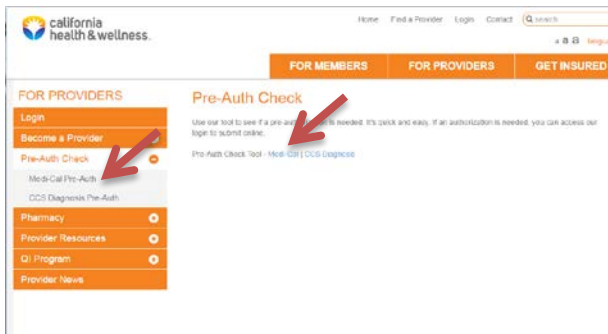 california
health & wellness.
Home Find a Provider Login Contact search
a a a
FOR MEMBERS FOR PROVIDERS GET INSURED
FOR PROVIDERS
Login
Become a Provider
Pre-Auth Check
Medi-Cal Pre-Auth
CCS Diagnosis Pre-Auth
Pharmacy
Provider Resources
QI Program
Provider News
Pre-Auth Check
Use our tool to see if a pre-auth is needed. It's quick and easy. If an authorization is needed, you can access our
login to submit online.
Pre-Auth Check Tool - Medi-Cal | CCS Diagnosis